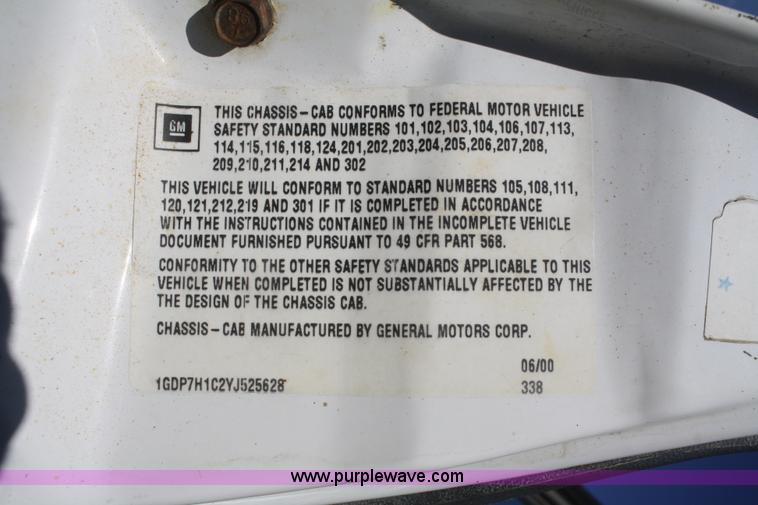 GM
THIS CHASSIS-CAB CONFORMS TO FEDERAL MOTOR VEHICLE
SAFETY STANDARD NUMBERS 101,102,103,104,106,107,113,
114,115,116,118,124,201,202,203,204,205,206,207,208,
209,210,211,214 AND 302
THIS VEHICLE WILL CONFORM TO STANDARD NUMBERS 105,108,111,
120,121,212,219 AND 301 IF IT IS COMPLETED IN ACCORDANCE
WITH THE INSTRUCTIONS CONTAINED IN THE INCOMPLETE VEHICLE
DOCUMENT FURNISHED PURSUANT TO 49 CFR PART 568.
CONFORMITY TO THE OTHER SAFETY STANDARDS APPLICABLE TO THIS
VEHICLE WHEN COMPLETED IS NOT SUBSTANTIALLY AFFECTED BY THE
THE DESIGN OF THE CHASSIS CAB.
CHASSIS-CAB MANUFACTURED BY GENERAL MOTORS CORP.
06/00
1GDP7H1C2YJ525628
338
www.purplewave.com